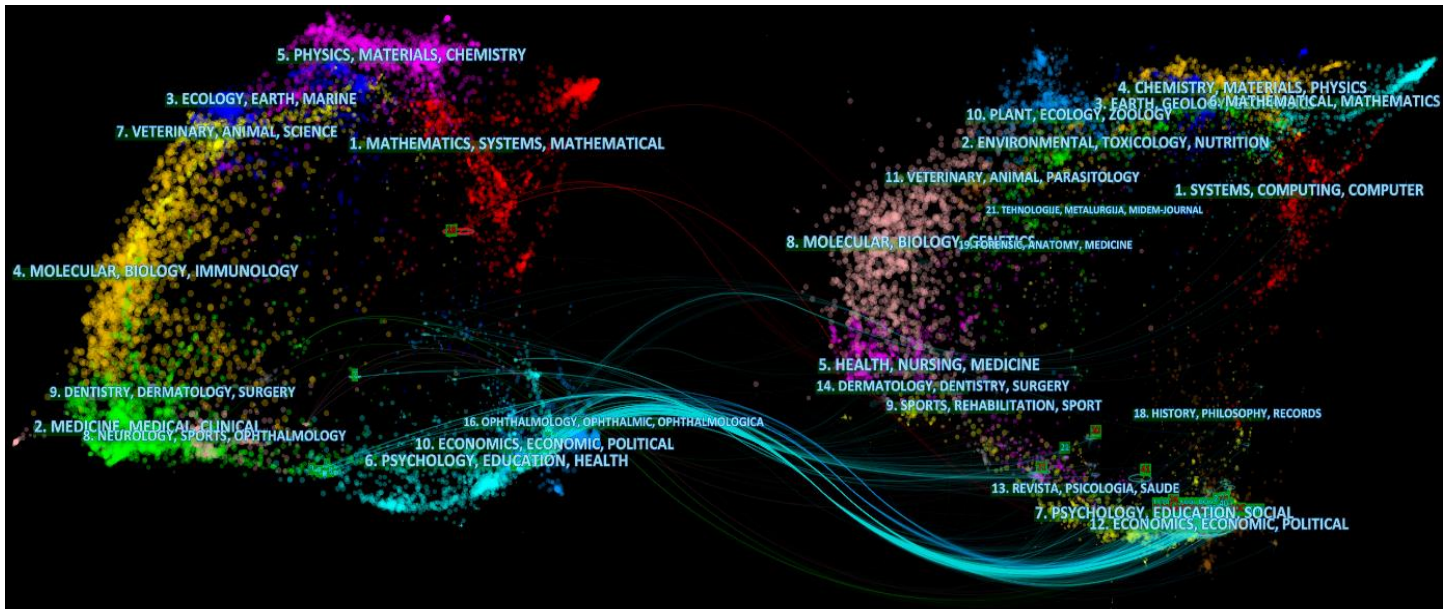 5. PHYSICS, MATERIALS, CHEMISTRY
3. ECOLOGY, EARTH, MARINE
7. VETERINARY, ANIMAL, SCIENCE
1. MATHEMATICS, SYSTEMS, MATHEMATICAL
4. MOLECULAR, BIOLOGY, IMMUNOLOGY
9. DENTISTRY, DERMATOLOGY, SURGERY
2. MEDICINE, MEDICAL, CLINICAL
8. NEUROLOGY, SPORTS, OPHTHALMOLOGY
16. OPHTHALMOLOGY, OPHTHALMIC, OPHTHALMOLOGICA
10. ECONOMICS, ECONOMIC, POLITICAL
6. PSYCHOLOGY, EDUCATION, HEALTH
4. CHEMISTRY, MATERIALS, PHYSICS
3. EARTH,
6. MATHEMATICAL, MATHEMATICS
10. PLANT, ECOLOGY, ZOOLOGY
2. ENVIRONMENTAL, TOXICOLOGY, NUTRITION
11. VETERINARY, ANIMAL, PARASITOLOGY
1. SYSTEMS, COMPUTING, COMPUTER
21. TEHNOLOGIJE, METALURGIJA, MIDEM-JOURNAL
8. MOLECULAR, BIOLOGY, GENETICS
19. FORENSIC, ANATOMY, MEDICINE
5. HEALTH, NURSING, MEDICINE
14. DERMATOLOGY, DENTISTRY, SURGERY
9. SPORTS, REHABILITATION, SPORT
18. HISTORY, PHILOSOPHY, RECORDS
13. REVISTA, PSICOLOGIA, SAUDE
7. PSYCHOLOGY, EDUCATION, SOCIAL
12. ECONOMICS, ECONOMIC, POLITICAL